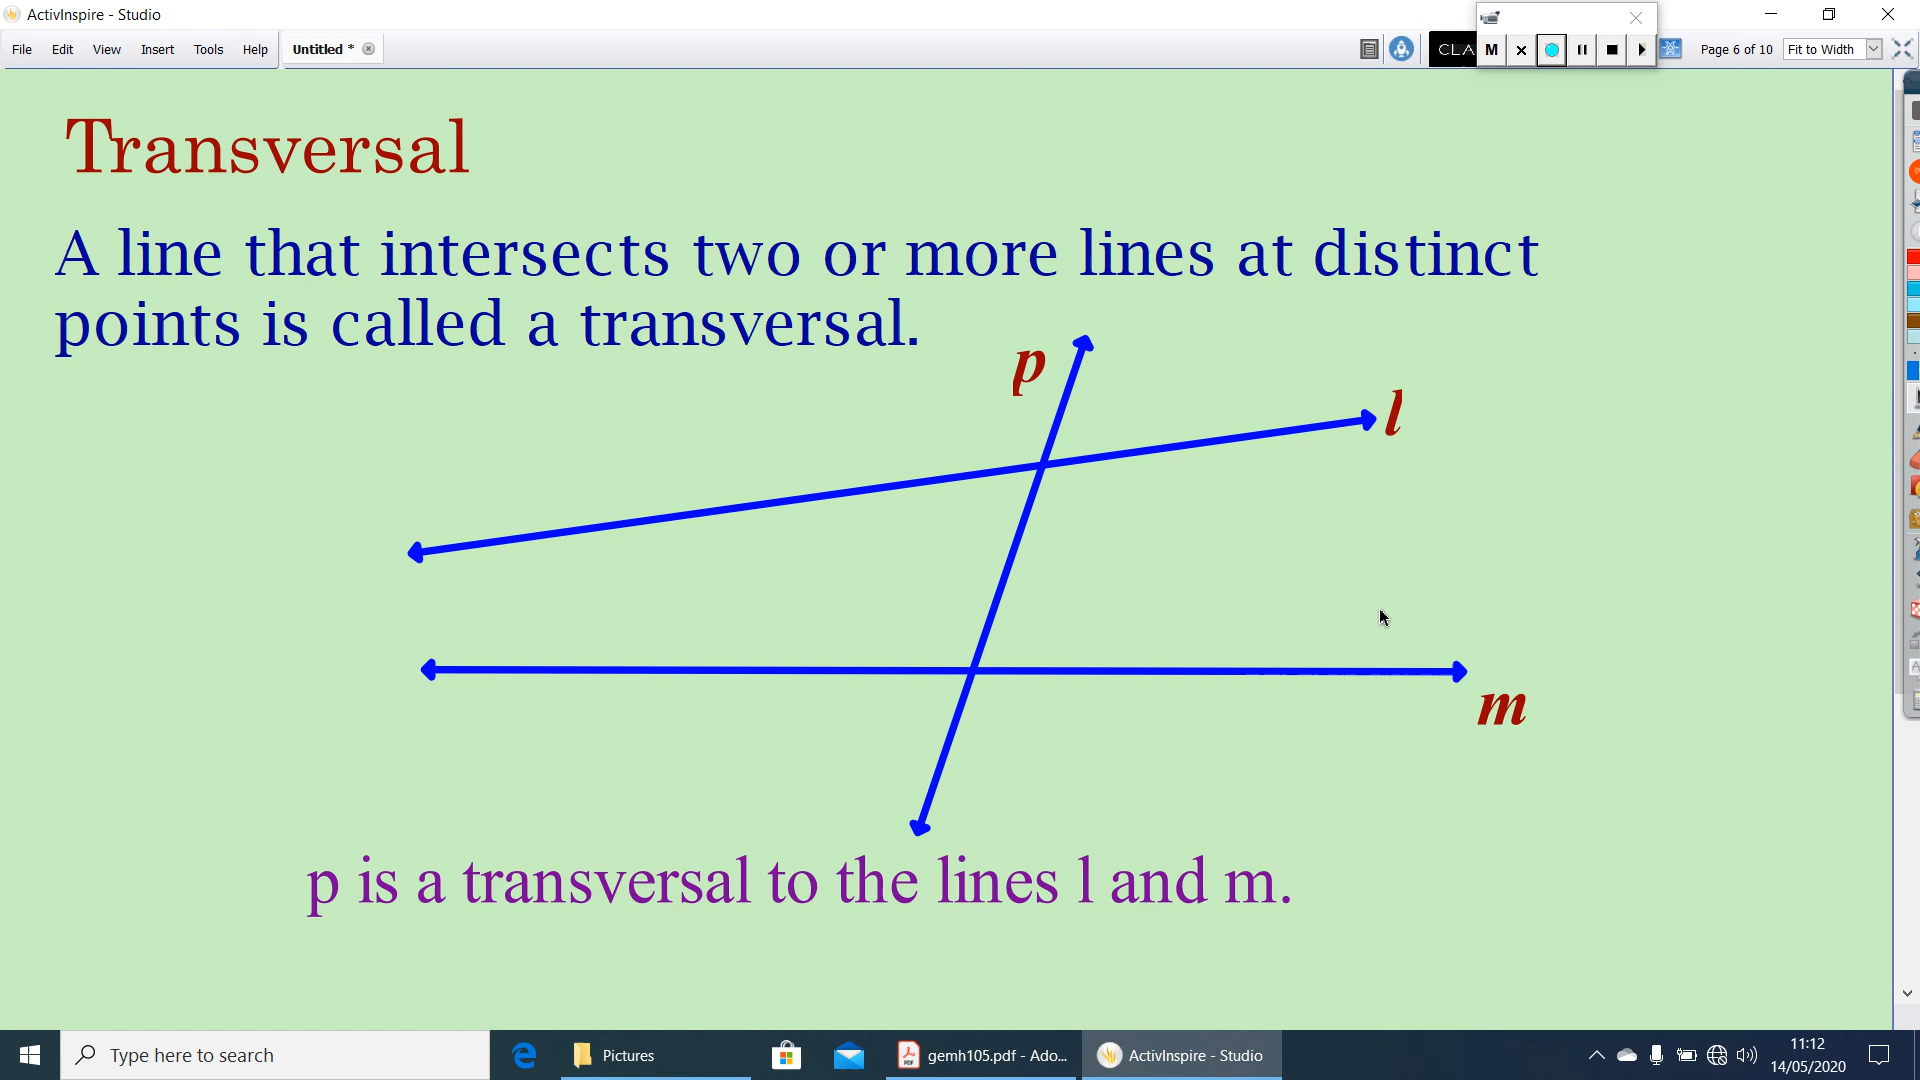 ActivInspire - Studio
File Edit View Insert Tools Help Untitled * CLA M Page 6 of 10 Fit to Width
Transversal
A line that intersects two or more lines at distinct
points is called a transversal.
p
l
m
p is a transversal to the lines l and m.
Type here to search Pictures gemh105.pdf - Ado... ActivInspire - Studio 11:12
14/05/2020